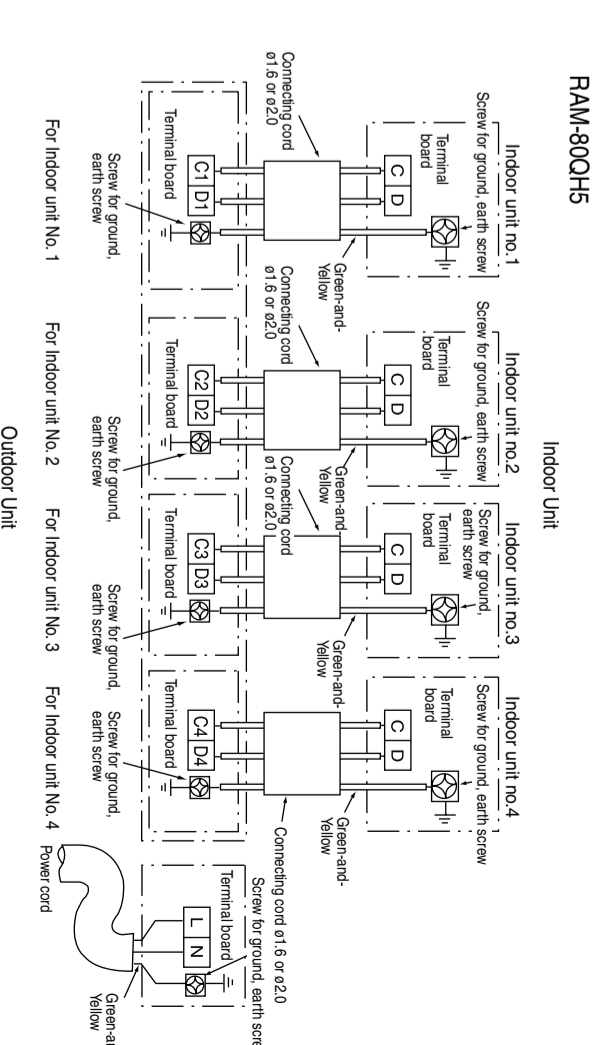 RAM-80QH5
Indoor Unit
Indoor unit no.1
Screw for ground, earth screw
Terminal
board
C D
Green-and-
Yellow
Connecting cord
ø1.6 or ø2.0
C1 D1
Terminal board
Screw for ground,
earth screw
For Indoor unit No. 1
Indoor unit no.2
Screw for ground, earth screw
Terminal
board
C D
Green-and
Yellow
Connecting cord
ø1.6 or ø2.0
C2 D2
Terminal board
Screw for ground,
earth screw
For Indoor unit No. 2
Indoor unit no.3
Screw for ground,
earth screw
Terminal
board
C D
Green-and-
Yellow
Connecting cord
ø1.6 or ø2.0
C3 D3
Terminal board
Screw for ground,
earth screw
For Indoor unit No. 3
Indoor unit no.4
Screw for ground, earth screw
Terminal
board
C D
Green-and-
Yellow
Connecting cord ø1.6 or ø2.0
C4 D4
Terminal board
Screw for ground,
earth screw
For Indoor unit No. 4
Screw for ground, earth scre
Terminal board
L N
Green-a
Yellow
Power cord
Outdoor Unit